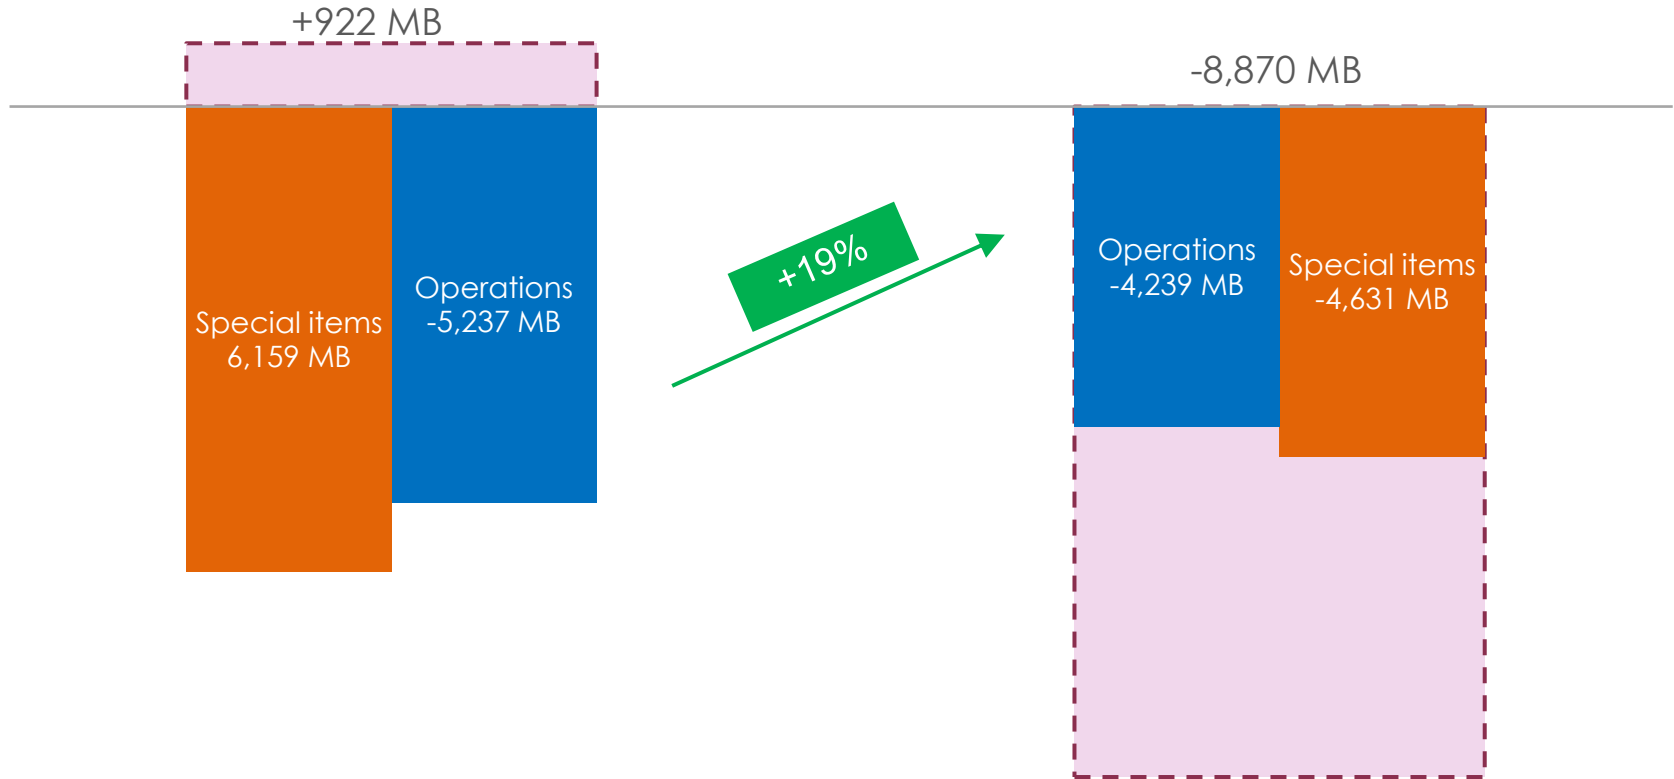 +922 MB
-8,870 MB
Special items
6,159 MB
Operations
-5,237 MB
+19%
Operations
-4,239 MB
Special items
-4,631 MB